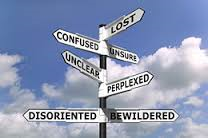 LOST
CONFUSED
UNSURE
UNCLEAR
PERPLEXED
DISORIENTED
BEWILDERED